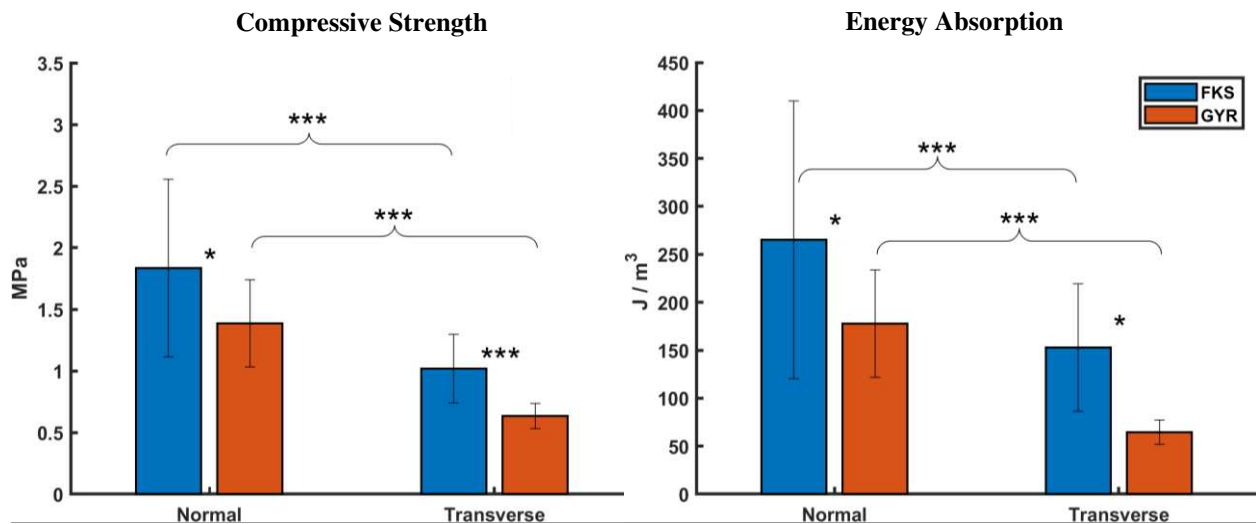 Compressive Strength
3.5
3
2.5
2
1.5
1
0.5
0
MPa
***
***
*
***
Normal
Transverse
Energy Absorption
450
400
350
300
250
200
150
100
50
0
J / m³
FKS
GYR
***
***
*
*
Normal
Transverse